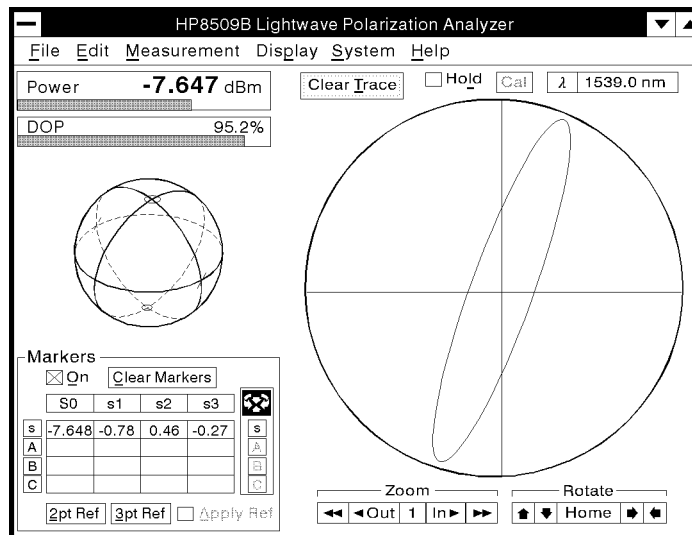 HP8509B Lightwave Polarization Analyzer
File Edit Measurement Display System Help
Power -7.647 dBm
DOP 95.2%
Clear Trace Hold Cal λ 1539.0 nm
Markers
On Clear Markers
S0 s1 s2 s3
s -7.648 -0.78 0.46 -0.27 s
A A
B B
C C
2pt Ref 3pt Ref Apply Ref
Zoom
Out 1 In
Rotate
Home